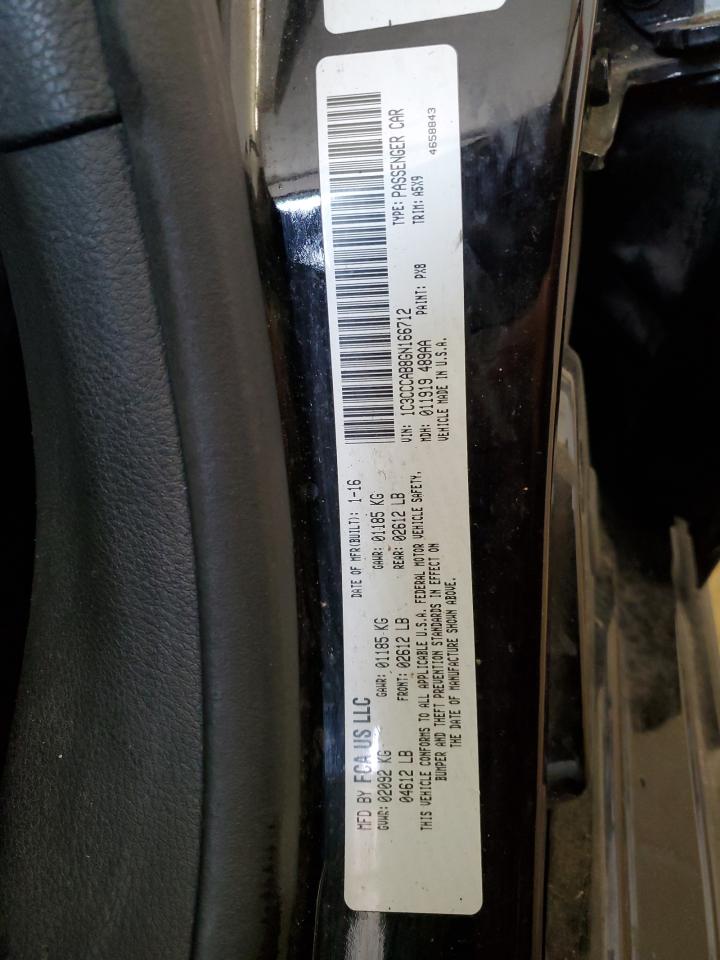 MFD BY FCA US LLC
DATE OF MFR(BUILT): 1-16
GVWR: 02092 KG
GAWR: 01185 KG
GAWR: 01185 KG
04612 LB
FRONT: 02612 LB
REAR: 02612 LB
THIS VEHICLE CONFORMS TO ALL APPLICABLE U.S.A. FEDERAL MOTOR VEHICLE SAFETY,
BUMPER AND THEFT PREVENTION STANDARDS IN EFFECT ON
THE DATE OF MANUFACTURE SHOWN ABOVE.
VIN: 1C3CCCAB8GN166712
TYPE: PASSENGER CAR
MDH: 011919 489AA
PAINT: PX8
TRIM: A5X9
VEHICLE MADE IN U.S.A.
4658843